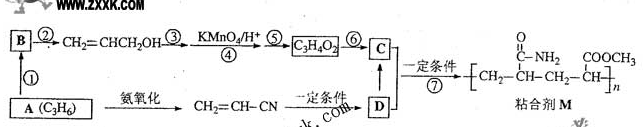 WWW.ZXXK.COM
B ② CH₂=CHCH₂OH ③ KMnO₄/H⁺ ④ ⑤ C₃H₄O₂ ⑥ C
①
A (C₃H₆) 氨氧化 CH₂=CH-CN 一定条件 D
一定条件 ⑦
O
C-NH₂ COOCH₃
[CH₂-CH-CH₂-CH]n
粘合剂 M